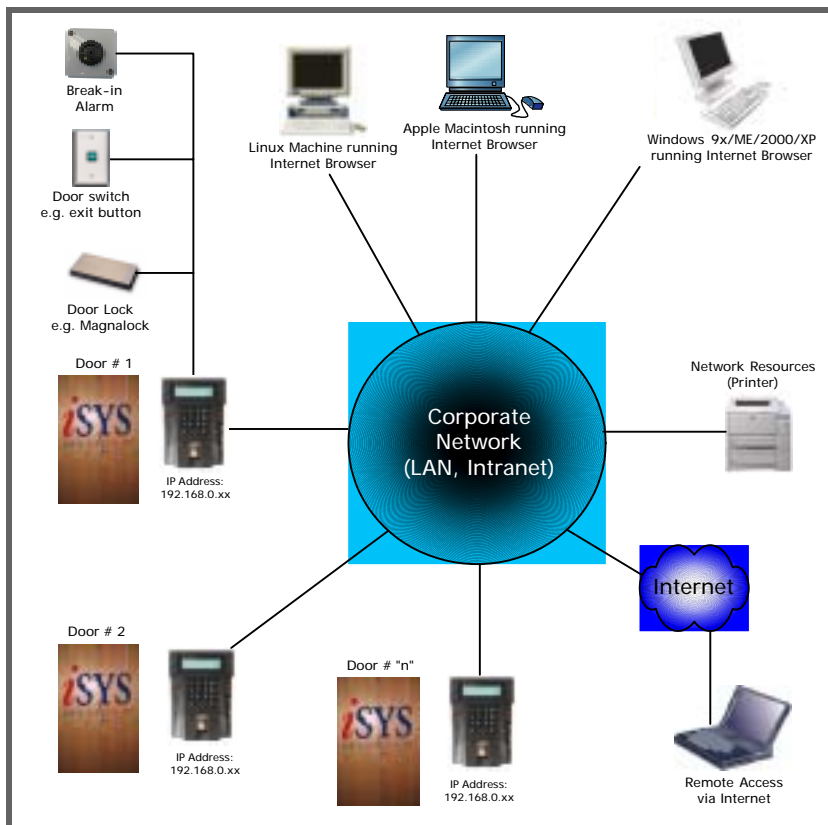 Break-in
Alarm
Linux Machine running
Internet Browser
Apple Macintosh running
Internet Browser
Windows 9x/ME/2000/XP
running Internet Browser
Door switch
e.g. exit button
Door Lock
e.g. Magnalock
Door # 1
iSYS
IP Address:
192.168.0.xx
Corporate
Network
(LAN, Intranet)
Network Resources
(Printer)
Internet
Door # 2
iSYS
IP Address:
192.168.0.xx
Door # "n"
iSYS
IP Address:
192.168.0.xx
Remote Access
via Internet